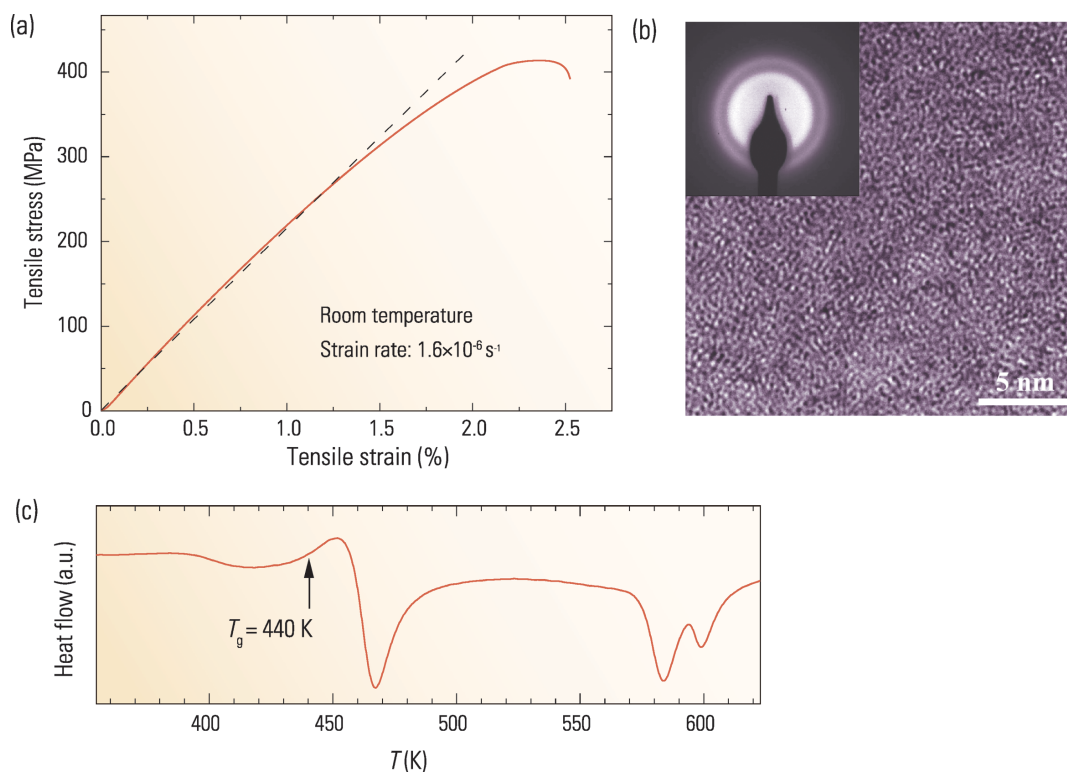 (a)
400
300
200
100
0
Tensile stress (MPa)
Room temperature
Strain rate: 1.6×10⁻⁶ s⁻¹
0.0 0.5 1.0 1.5 2.0 2.5
Tensile strain (%)
(b)
5 nm
(c)
Heat flow (a.u.)
Tg = 440 K
400 450 500 550 600
T (K)